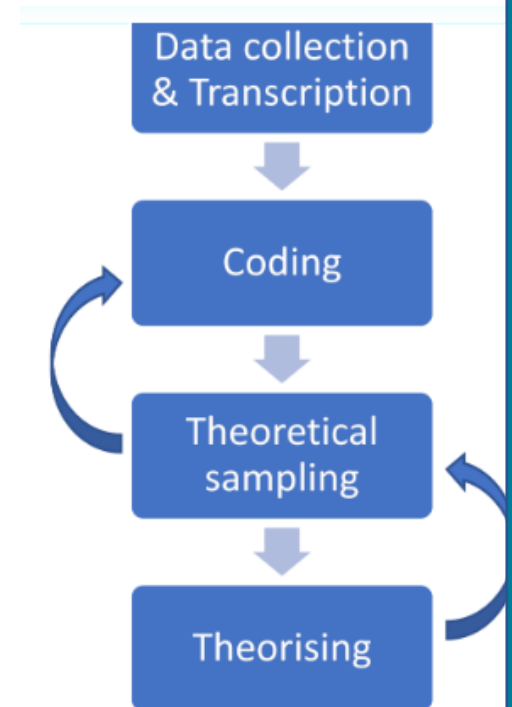 Data collection
& Transcription
Coding
Theoretical
sampling
Theorising